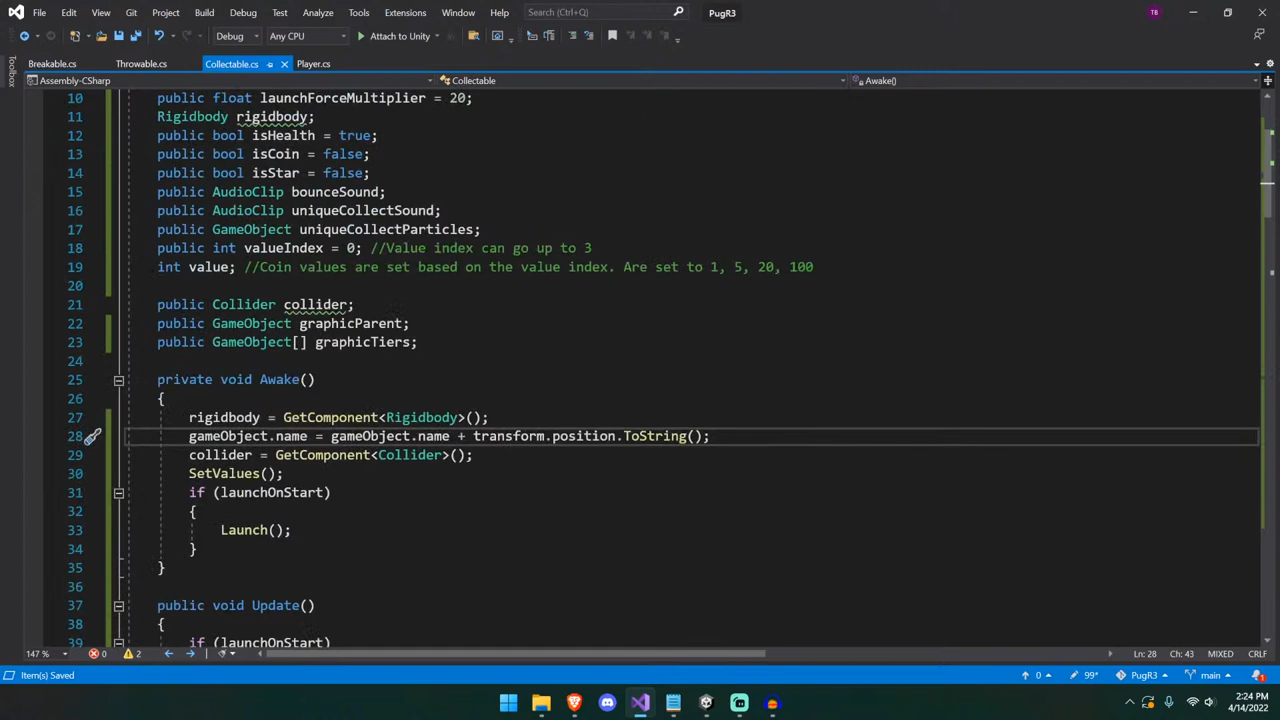 File Edit View Git Project Build Debug Test Analyze Tools Extensions Window Help Search (Ctrl+Q) PugR3 TB
Debug Any CPU Attach to Unity
Toolbox
Breakable.cs Throwable.cs Collectable.cs Player.cs
Assembly-CSharp Collectable Awake()
10 public float launchForceMultiplier = 20;
11 Rigidbody rigidbody;
12 public bool isHealth = true;
13 public bool isCoin = false;
14 public bool isStar = false;
15 public AudioClip bounceSound;
16 public AudioClip uniqueCollectSound;
17 public GameObject uniqueCollectParticles;
18 public int valueIndex = 0; //Value index can go up to 3
19 int value; //Coin values are set based on the value index. Are set to 1, 5, 20, 100
20
21 public Collider collider;
22 public GameObject graphicParent;
23 public GameObject[] graphicTiers;
24
25 private void Awake()
26 {
27 rigidbody = GetComponent<Rigidbody>();
28 gameObject.name = gameObject.name + transform.position.ToString();
29 collider = GetComponent<Collider>();
30 SetValues();
31 if (launchOnStart)
32 {
33 Launch();
34 }
35 }
36
37 public void Update()
38 {
39 if (launchOnStart)
147 % 0 2 Ln: 28 Ch: 43 MIXED CRLF
Item(s) Saved 0 99* PugR3 main 1
2:24 PM
4/14/2022